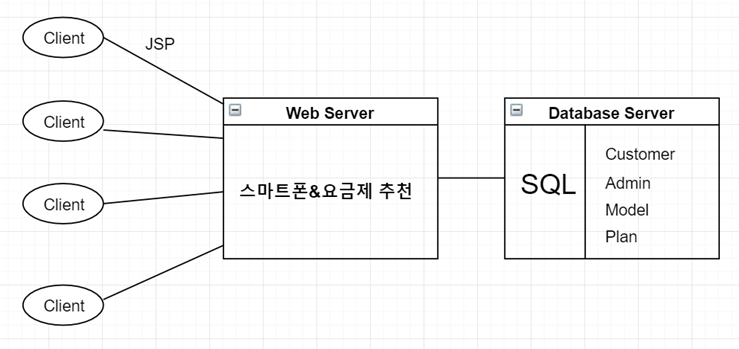 Client
JSP
Client
Client
Client
Web Server
스마트폰&요금제 추천
Database Server
SQL
Customer
Admin
Model
Plan